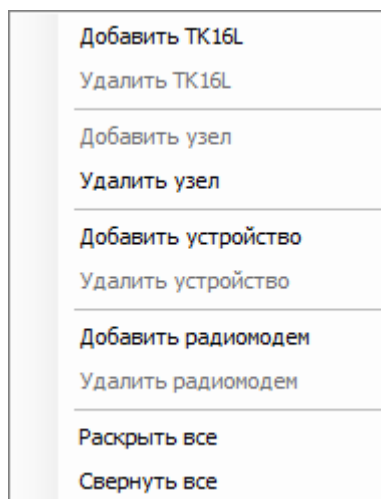 Добавить TK16L
Удалить TK16L
Добавить узел
Удалить узел
Добавить устройство
Удалить устройство
Добавить радиомодем
Удалить радиомодем
Раскрыть все
Свернуть все